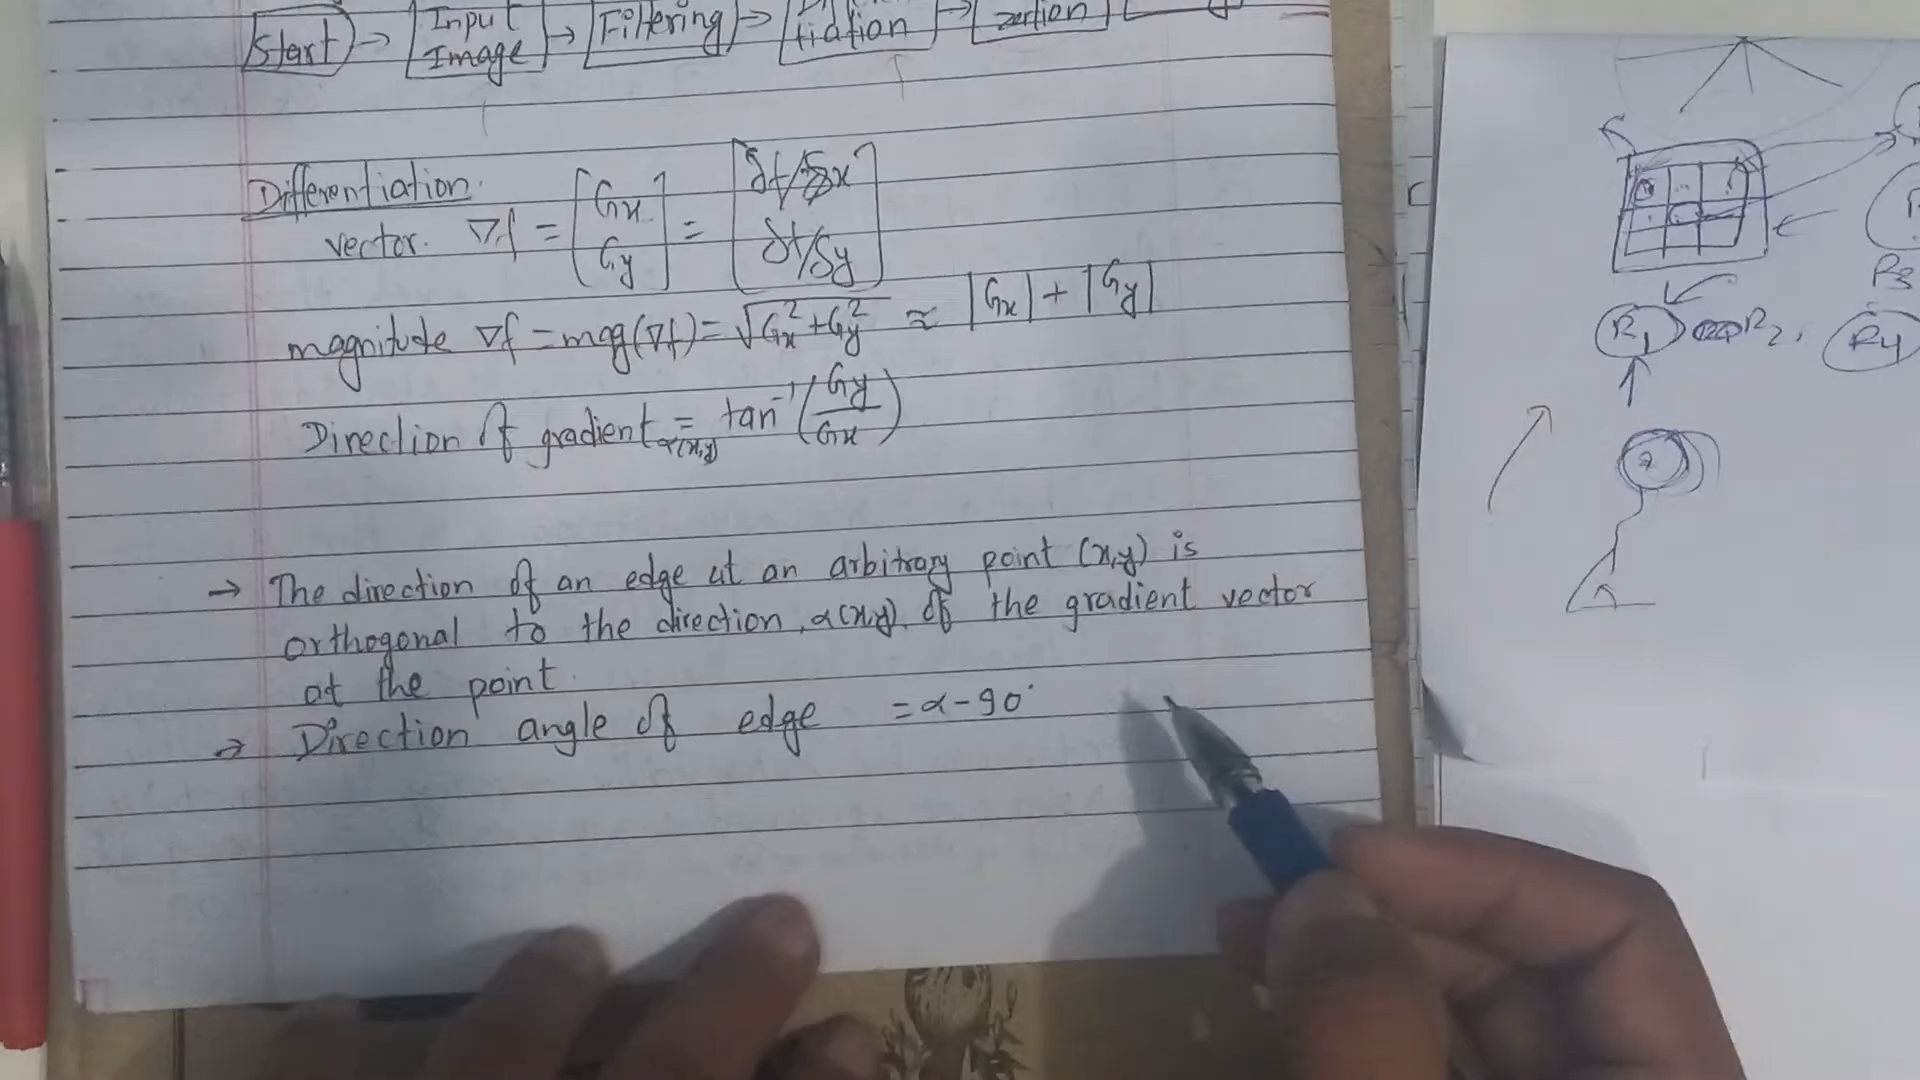 Start → Input Image → Filtering → tiation → zation
Differentiation
vector. ∇f = [Gx Gy] = [∂f/∂x ∂f/∂y]
magnitude ∇f = mag(∇f) = √Gx² + Gy² ≈ |Gx| + |Gy|
Direction of gradient α(x,y) = tan⁻¹(Gy/Gx)
→ The direction of an edge at an arbitrary point (x,y) is
orthogonal to the direction, α(x,y), of the gradient vector
at the point.
→ Direction angle of edge = α - 90°
R3
R1 R2, R4